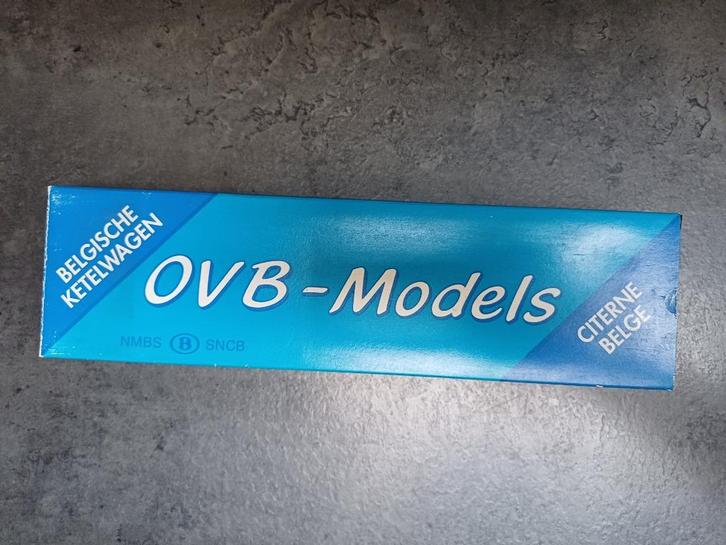 BELGISCHE
KETELWAGEN
OVB-Models
NMBS B SNCB
CITERNE
BELGE